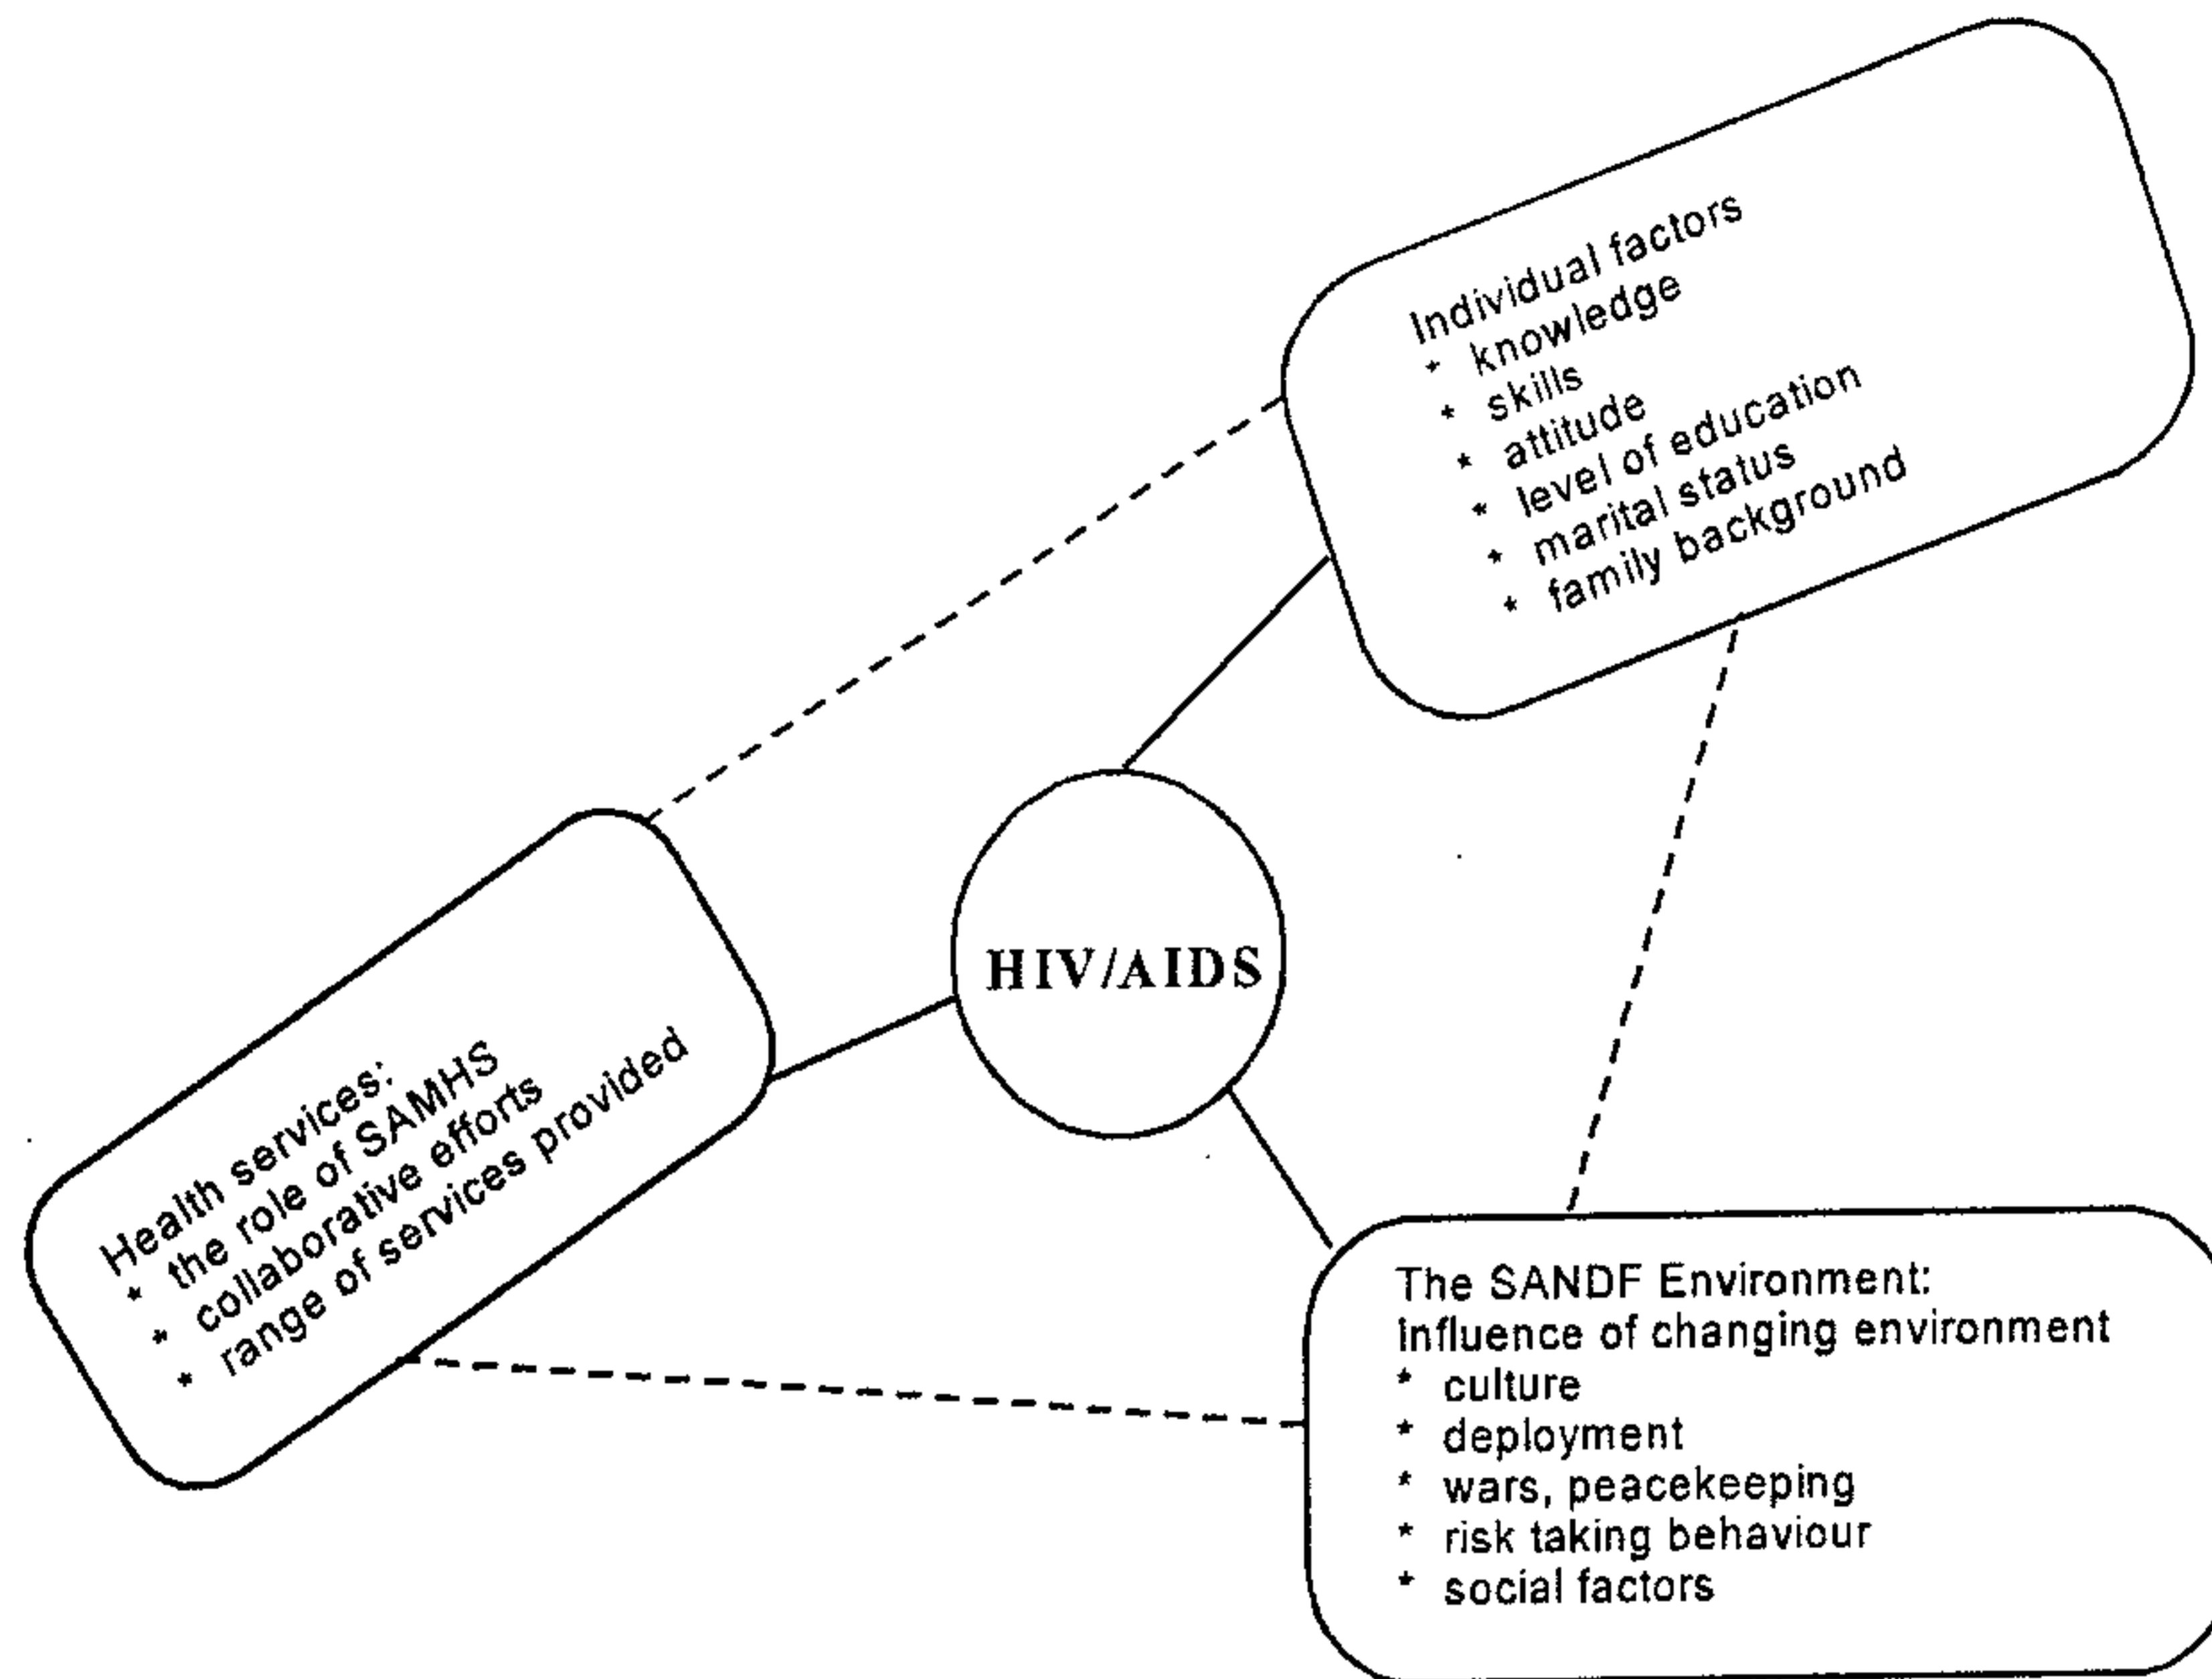 Individual factors
* knowledge
* skills
* attitude
* level of education
* marital status
* family background
HIV/AIDS
Health services:
* the role of SAMHS
* collaborative efforts
* range of services provided
The SANDF Environment:
Influence of changing environment
* culture
* deployment
* wars, peacekeeping
* risk taking behaviour
* social factors